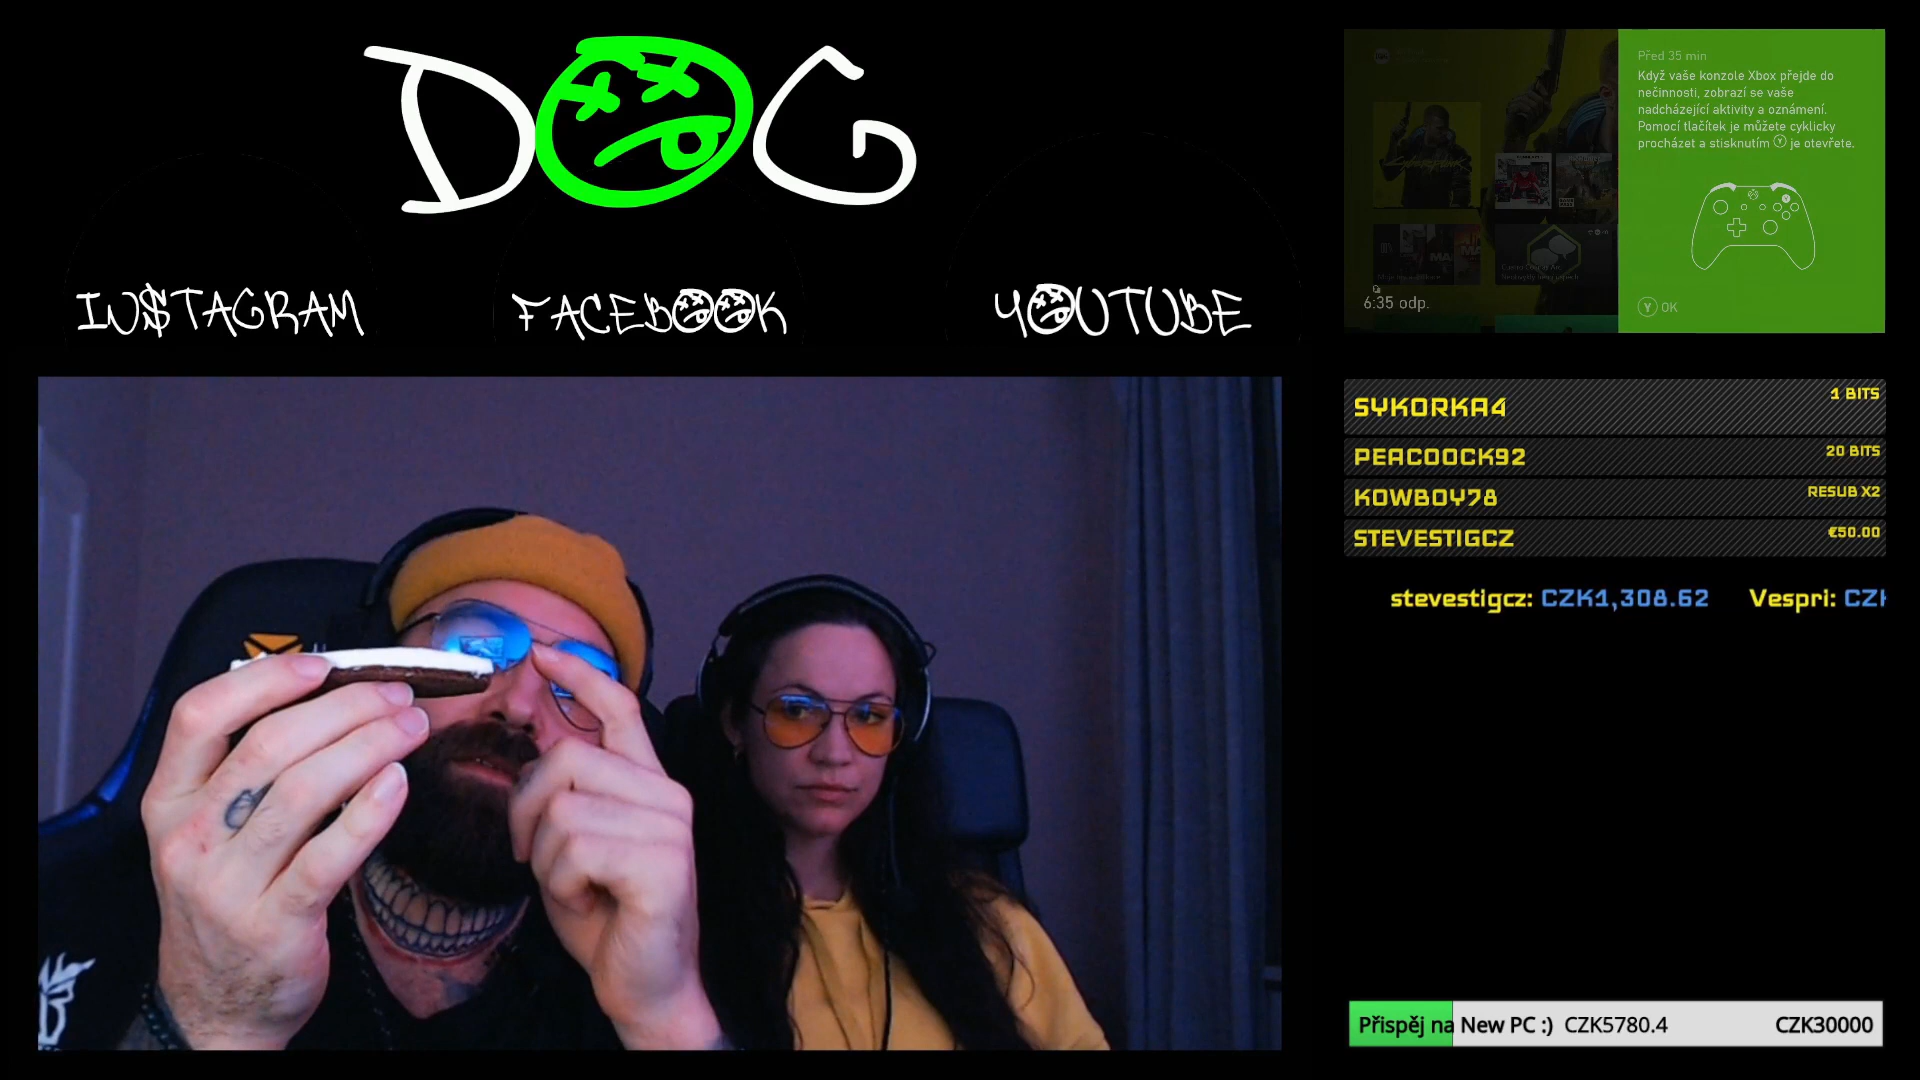 DOG
IN$TAGRAM
FACEBOOK
YOUTUBE
Před 35 min
Když vaše konzole Xbox přejde do
nečinnosti, zobrazí se vaše
nadcházející aktivity a oznámení.
Pomocí tlačítek je můžete cyklicky
procházet a stisknutím Y je otevřete.
6:35 odp.
Y OK
SYKORKA4 1 BITS
PEACOOCK92 20 BITS
KOWBOY78 RESUB X2
STEVESTIGCZ €50.00
stevestigcz: CZK1,308.62 Vespri: CZK
Přispěj na New PC :) CZK5780.4 CZK30000